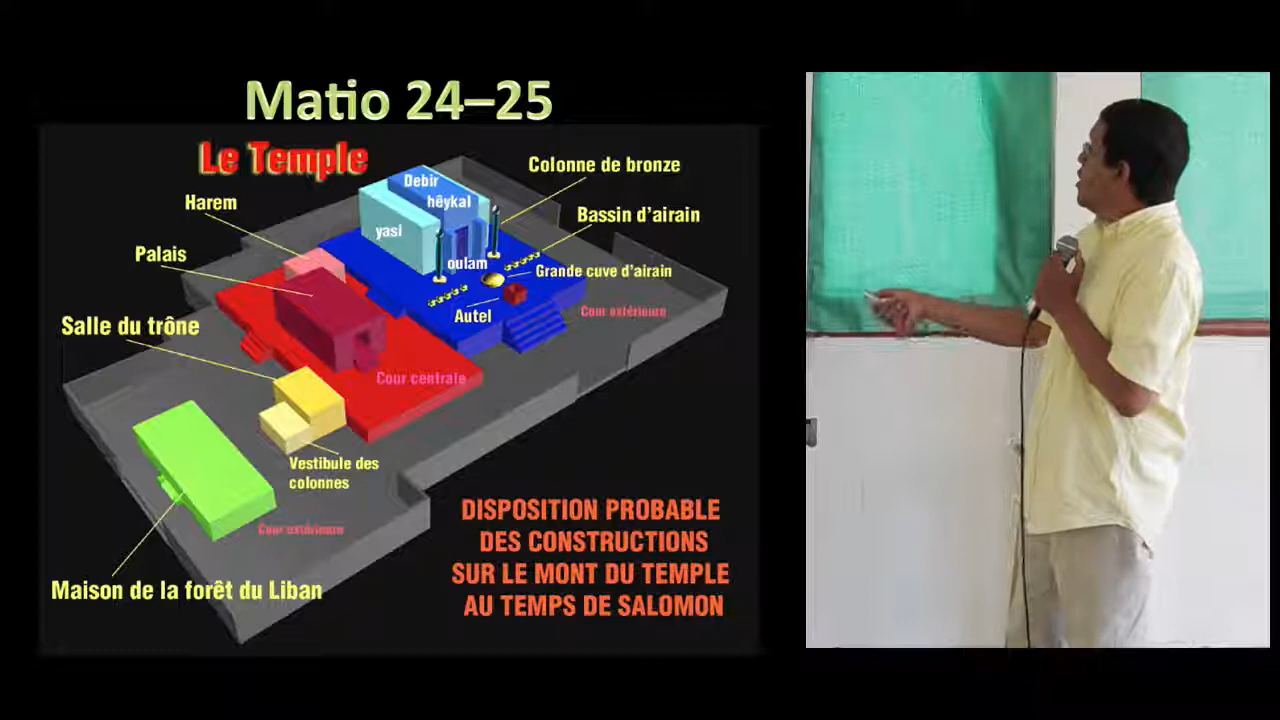 Matio 24–25
Le Temple
Colonne de bronze
Debir
Harem
hêykal
Bassin d'airain
yasi
Palais
oulam
Grande cuve d'airain
Autel
Cour extérieure
Salle du trône
Cour centrale
Vestibule des
colonnes
Cour extérieure
Maison de la forêt du Liban
DISPOSITION PROBABLE
DES CONSTRUCTIONS
SUR LE MONT DU TEMPLE
AU TEMPS DE SALOMON